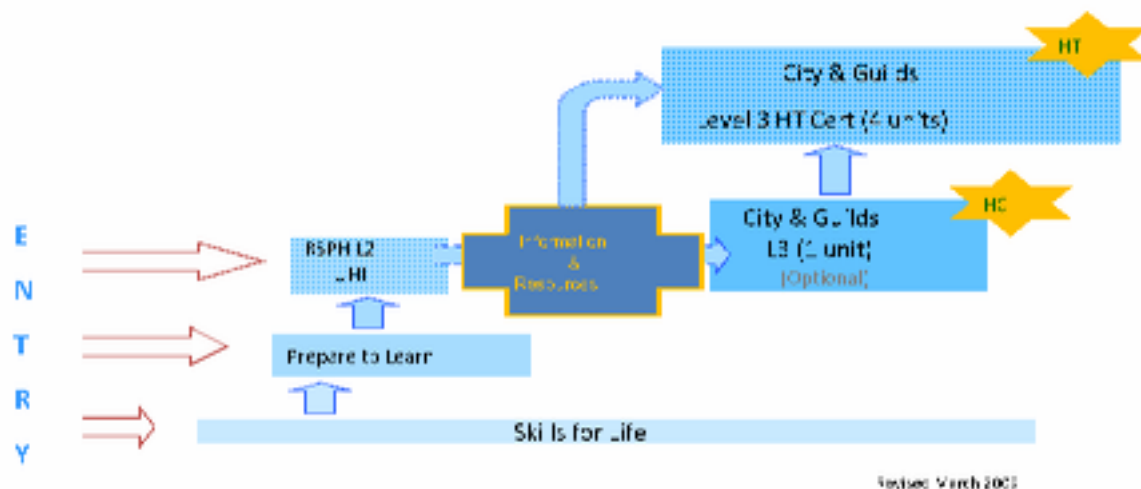 HT
City & Guilds
Level 3 HT Cert (4 units)
HC
City & Guilds
L3 (1 unit)
(Optional)
ENTRY
RSPH L2
Information
&
Resources
Prepare to Learn
Skills for Life
Revised March